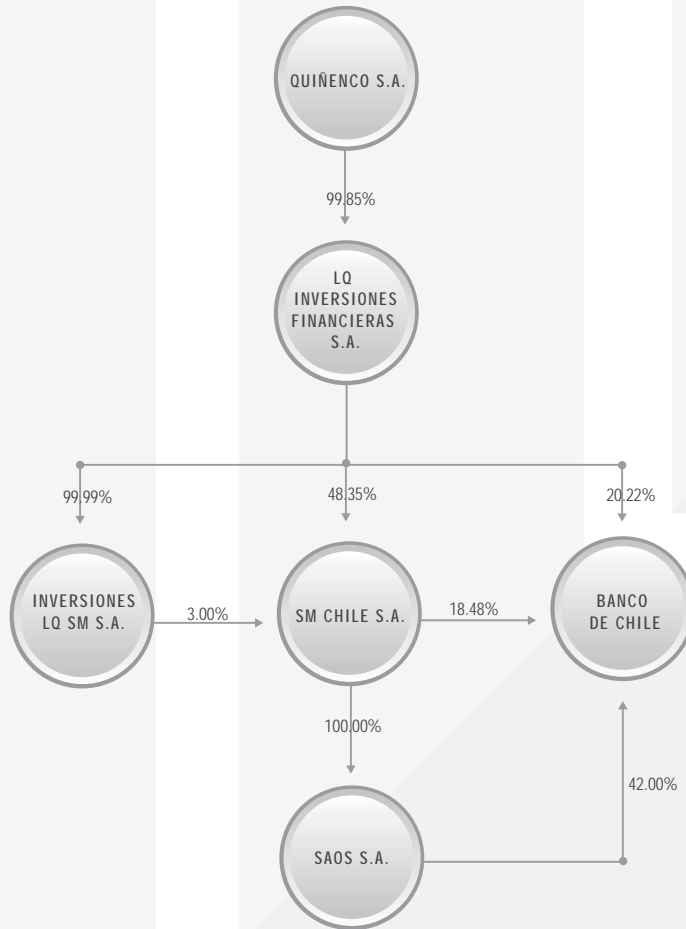 QUIÑENCO S.A.
99.85%
LQ
INVERSIONES
FINANCIERAS
S.A.
99.99%
48.35%
20.22%
INVERSIONES
LQ SM S.A.
3.00%
SM CHILE S.A.
18.48%
BANCO
DE CHILE
100.00%
42.00%
SAOS S.A.